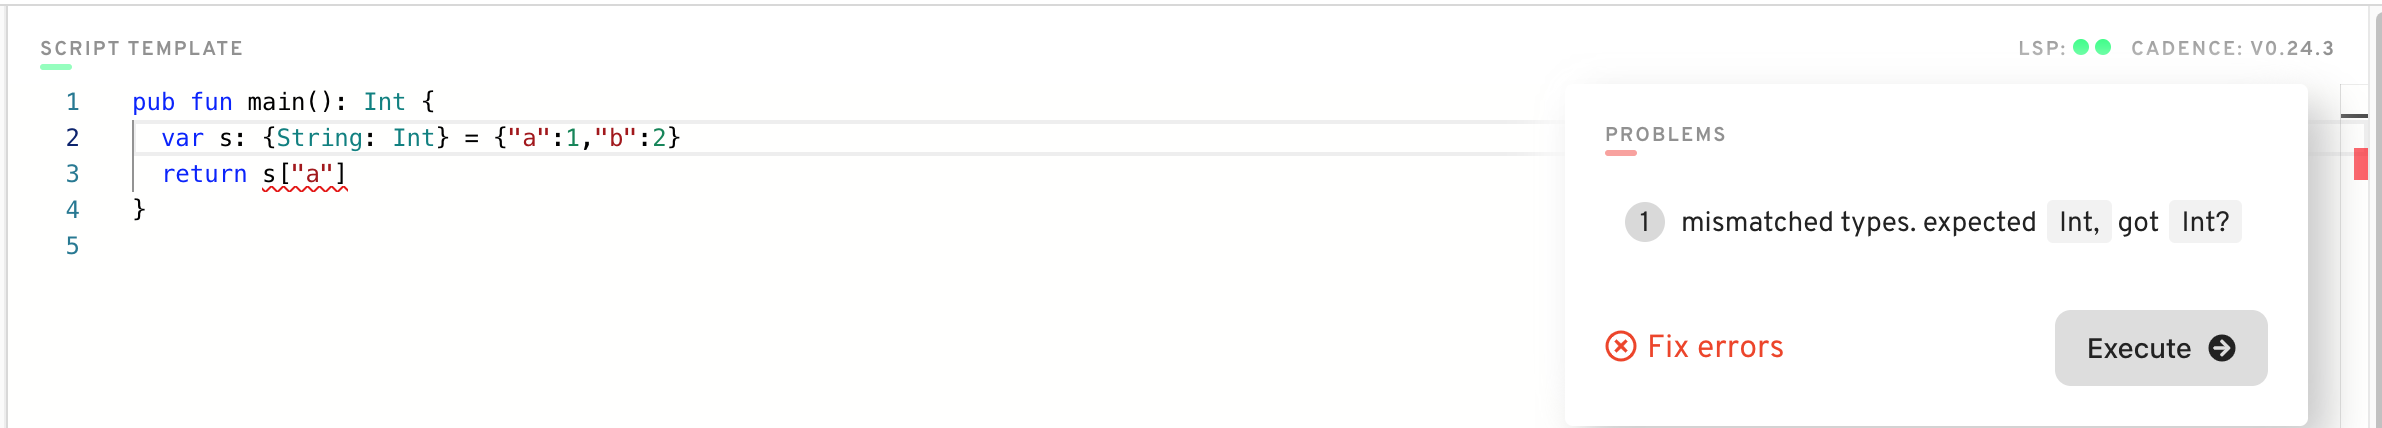 SCRIPT TEMPLATE
LSP: CADENCE: V0.24.3
1 pub fun main(): Int {
2 var s: {String: Int} = {"a":1,"b":2}
3 return s["a"]
4 }
5
PROBLEMS
1 mismatched types. expected Int, got Int?
Fix errors
Execute